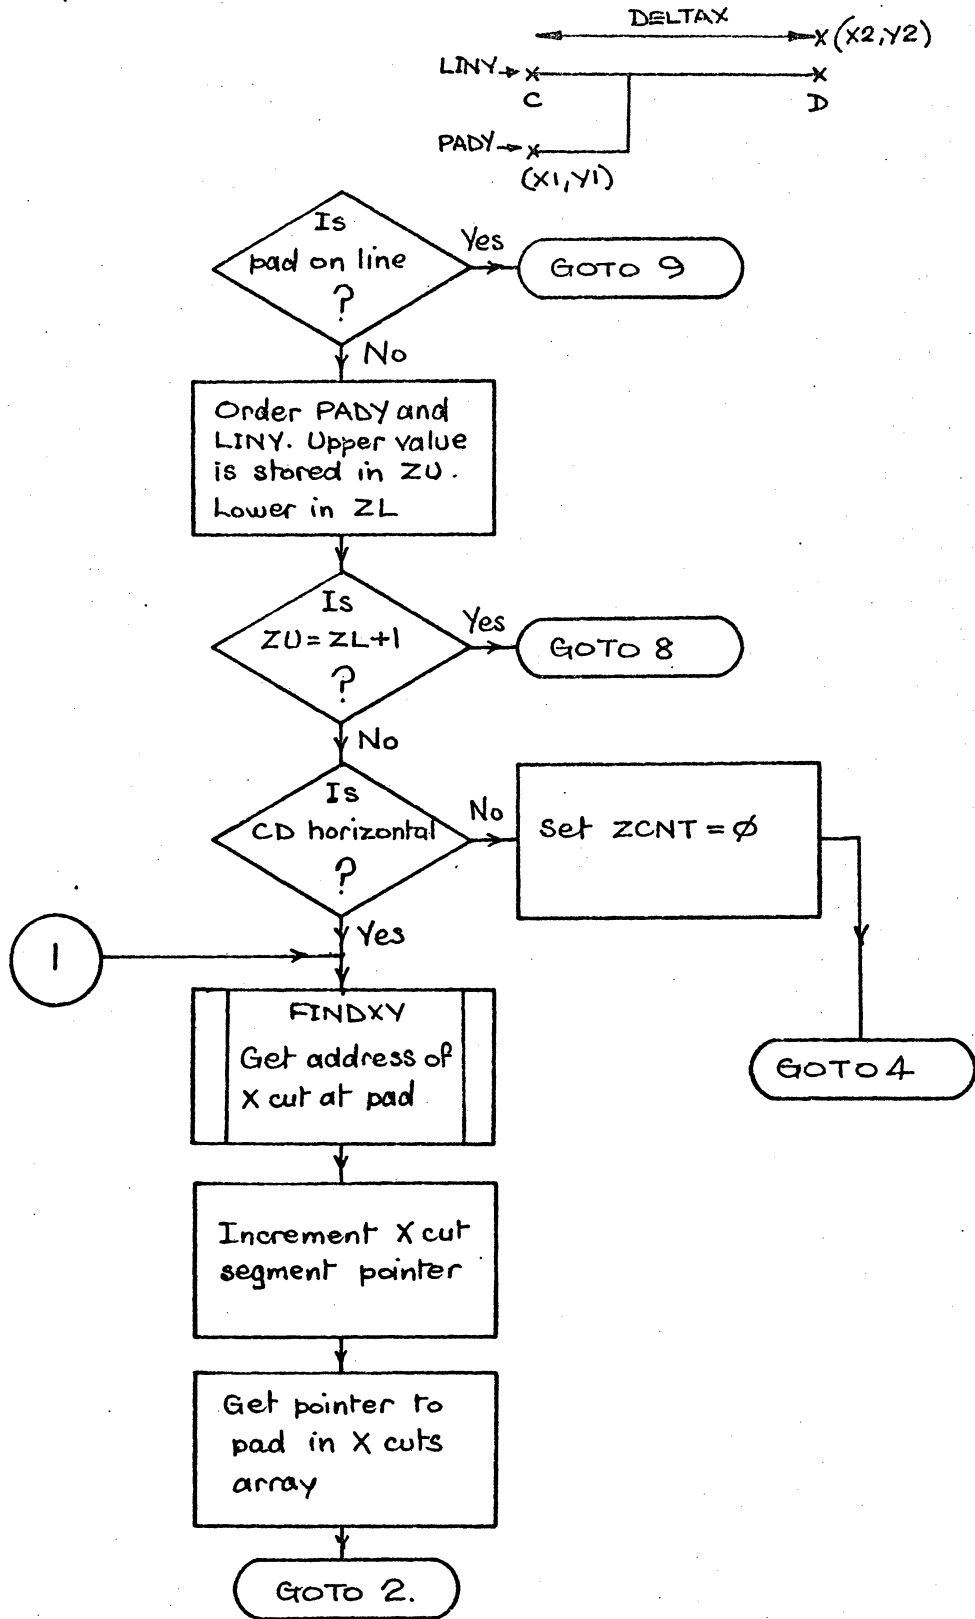 DELTAX
X (X2,Y2)
LINY → X
X
C
D
PADY → X
(X1,Y1)
Is
pad on line
?
Yes
GOTO 9
No
Order PADY and
LINY. Upper value
is stored in ZU.
Lower in ZL
Is
ZU = ZL+1
?
Yes
GOTO 8
No
Is
CD horizontal
?
No
Set ZCNT = Ø
Yes
1
FINDXY
Get address of
X cut at pad
GOTO 4
Increment X cut
segment pointer
Get pointer to
pad in X cuts
array
GOTO 2.